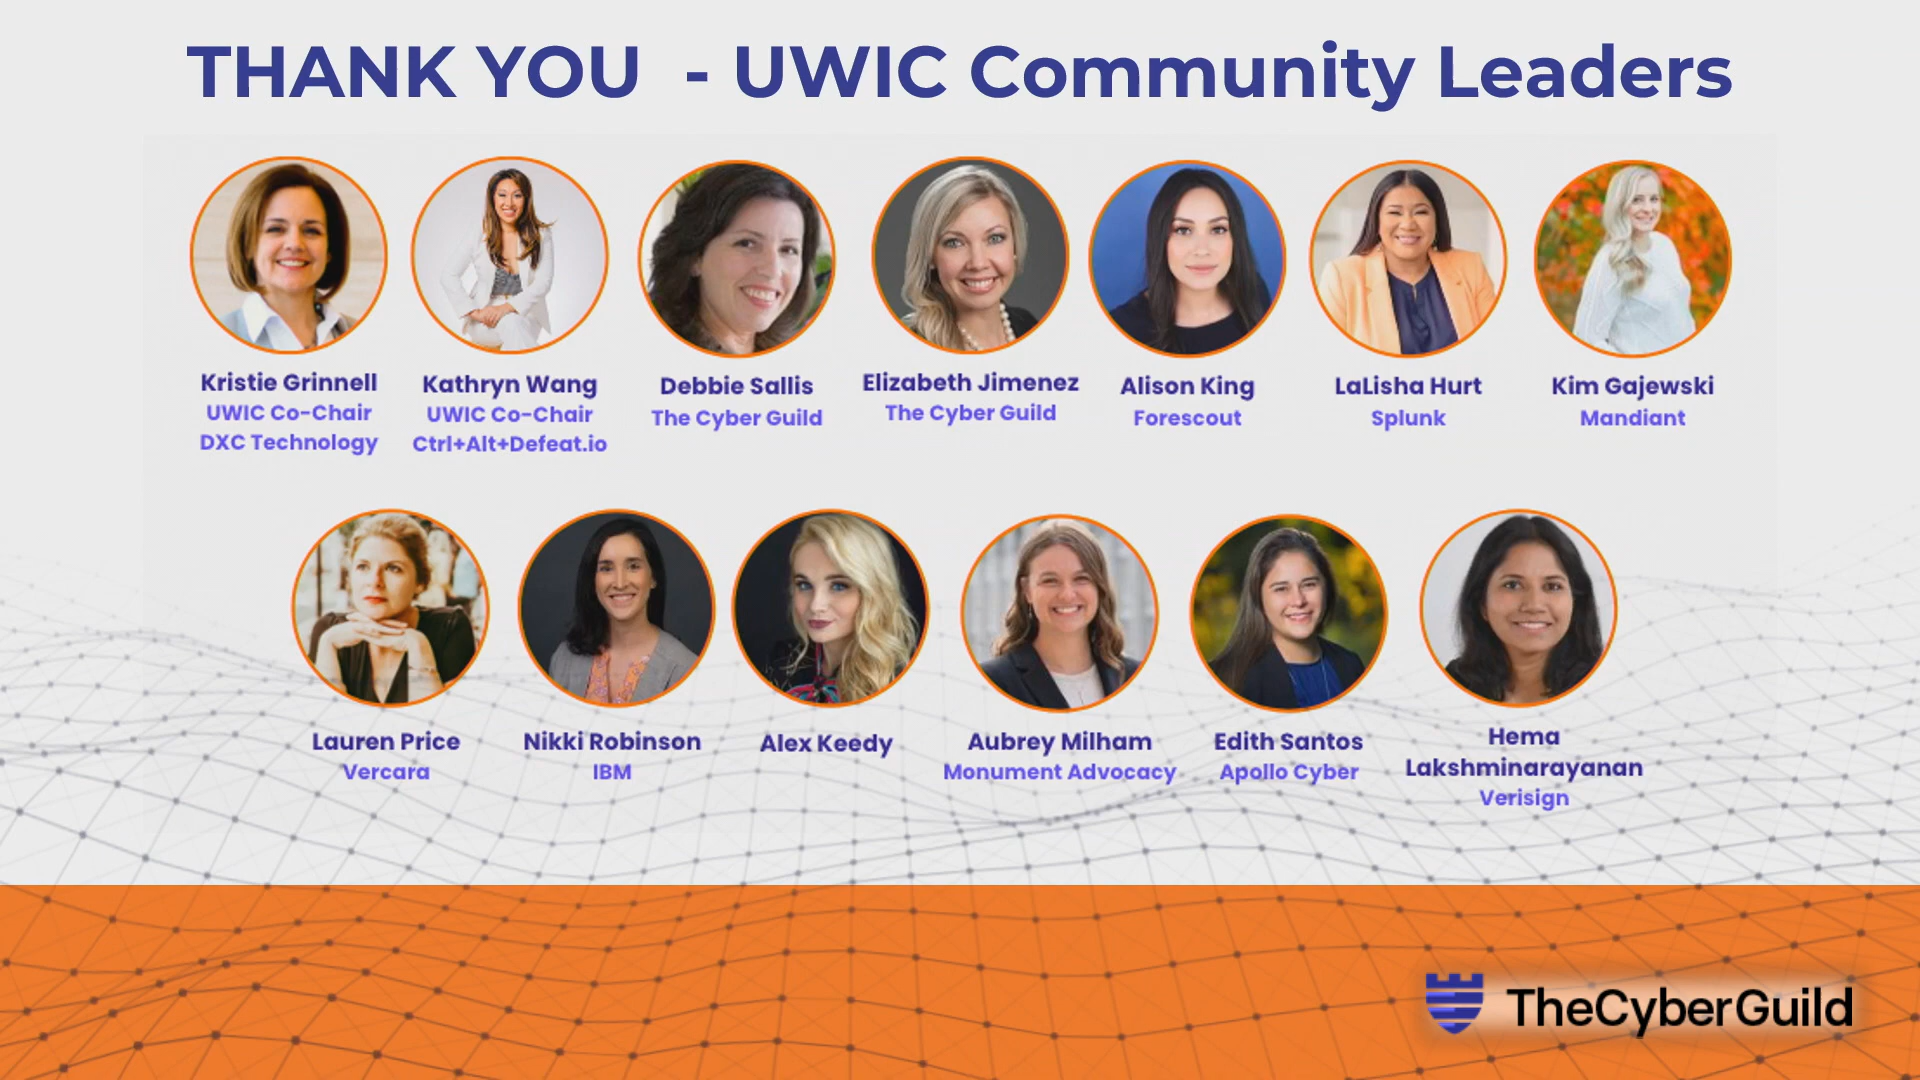 THANK YOU - UWIC Community Leaders
Kristie Grinnell
UWIC Co-Chair
DXC Technology
Kathryn Wang
UWIC Co-Chair
Ctrl+Alt+Defeat.io
Debbie Sallis
The Cyber Guild
Elizabeth Jimenez
The Cyber Guild
Alison King
Forescout
LaLisha Hurt
Splunk
Kim Gajewski
Mandiant
Lauren Price
Vercara
Nikki Robinson
IBM
Alex Keedy
Aubrey Milham
Monument Advocacy
Edith Santos
Apollo Cyber
Hema
Lakshminarayanan
Verisign
TheCyberGuild